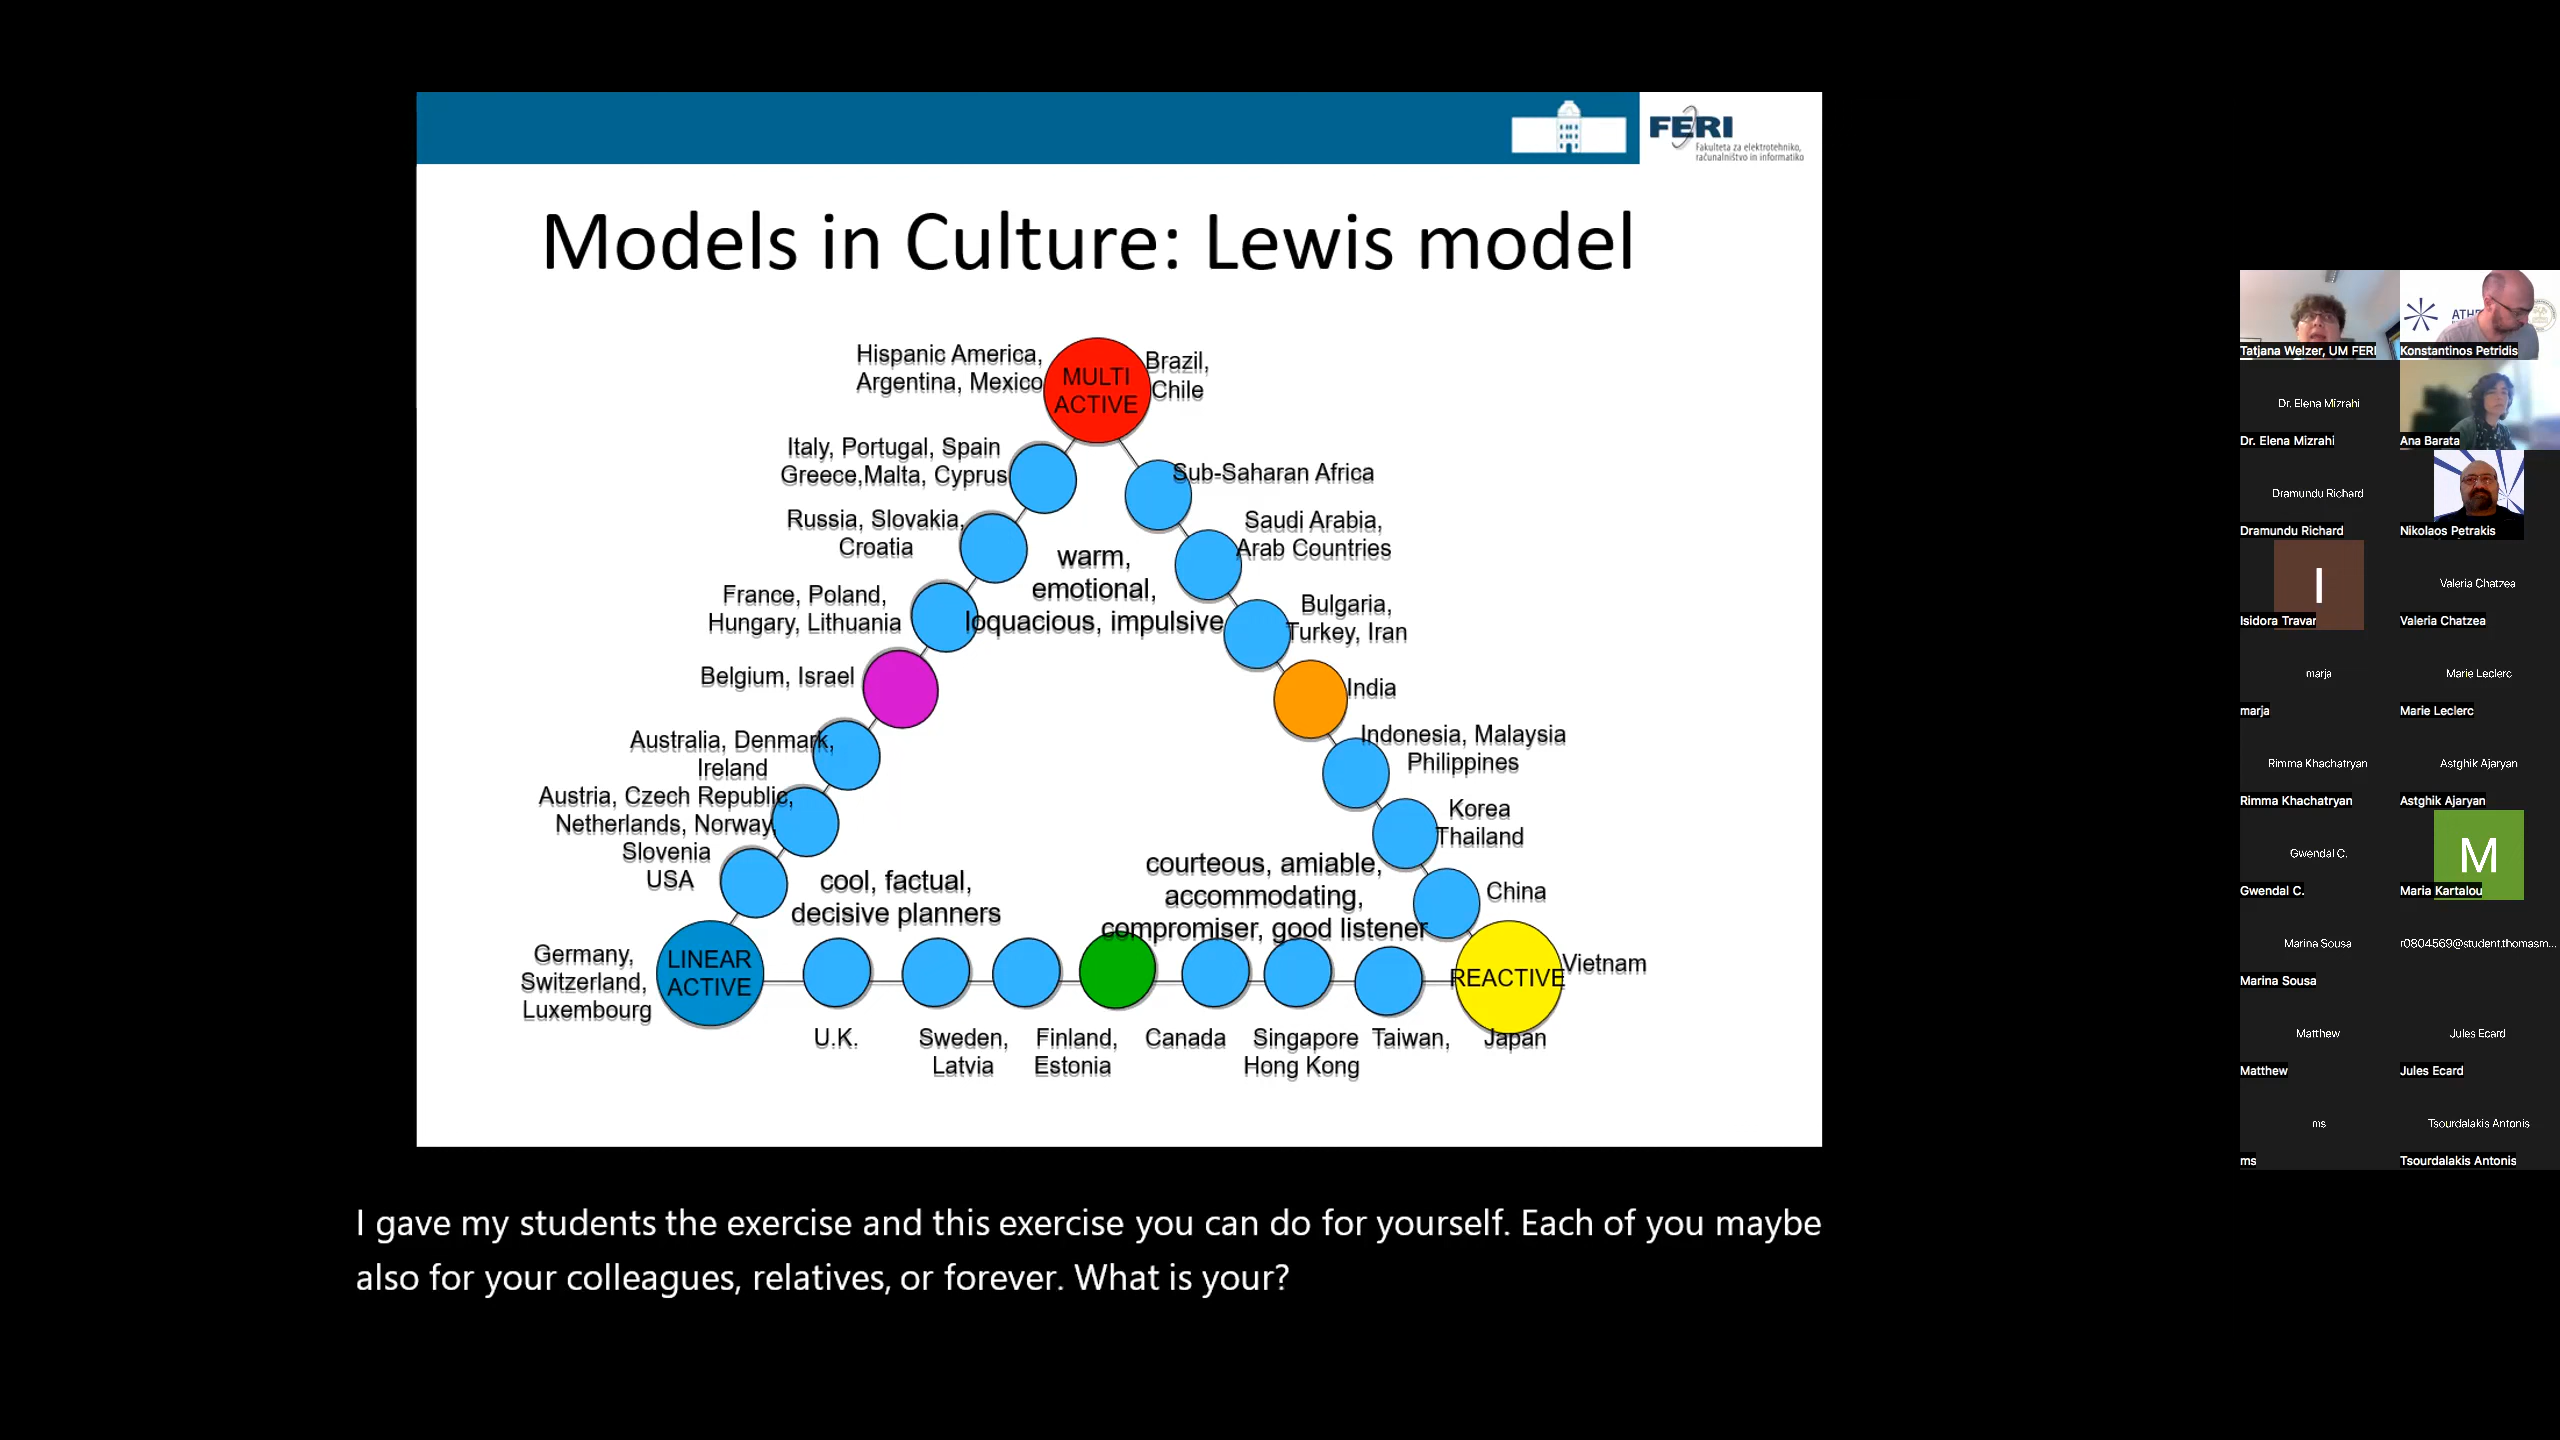 FERI
Fakulteta za elektrotehniko,
računalništvo in informatiko
Models in Culture: Lewis model
Hispanic America,
Argentina, Mexico
MULTI
ACTIVE
Brazil,
Chile
Italy, Portugal, Spain
Greece,Malta, Cyprus
Sub-Saharan Africa
Russia, Slovakia,
Croatia
Saudi Arabia,
Arab Countries
warm,
emotional,
loquacious, impulsive
France, Poland,
Hungary, Lithuania
Bulgaria,
Turkey, Iran
Belgium, Israel
India
Australia, Denmark,
Ireland
Indonesia, Malaysia
Philippines
Austria, Czech Republic,
Netherlands, Norway,
Slovenia
USA
Korea
Thailand
cool, factual,
decisive planners
courteous, amiable,
accommodating,
compromiser, good listener
China
Germany,
Switzerland,
Luxembourg
LINEAR
ACTIVE
REACTIVE
Vietnam
U.K.
Sweden,
Latvia
Finland,
Estonia
Canada
Singapore
Hong Kong
Taiwan,
Japan
I gave my students the exercise and this exercise you can do for yourself. Each of you maybe
also for your colleagues, relatives, or forever. What is your?
Tatjana Welzer, UM FERI
ATH
Konstantinos Petridis
Dr. Elena Mizrahi
Dr. Elena Mizrahi
Ana Barata
Dramundu Richard
Dramundu Richard
Nikolaos Petrakis
I
Isidora Travar
Valeria Chatzea
Valeria Chatzea
marja
marja
Marie Leclerc
Marie Leclerc
Rimma Khachatryan
Rimma Khachatryan
Astghik Ajaryan
Astghik Ajaryan
Gwendal C.
Gwendal C.
M
Maria Kartalou
Marina Sousa
Marina Sousa
r0804569@student.thomasm...
Matthew
Matthew
Jules Ecard
Jules Ecard
ms
ms
Tsourdalakis Antonis
Tsourdalakis Antonis